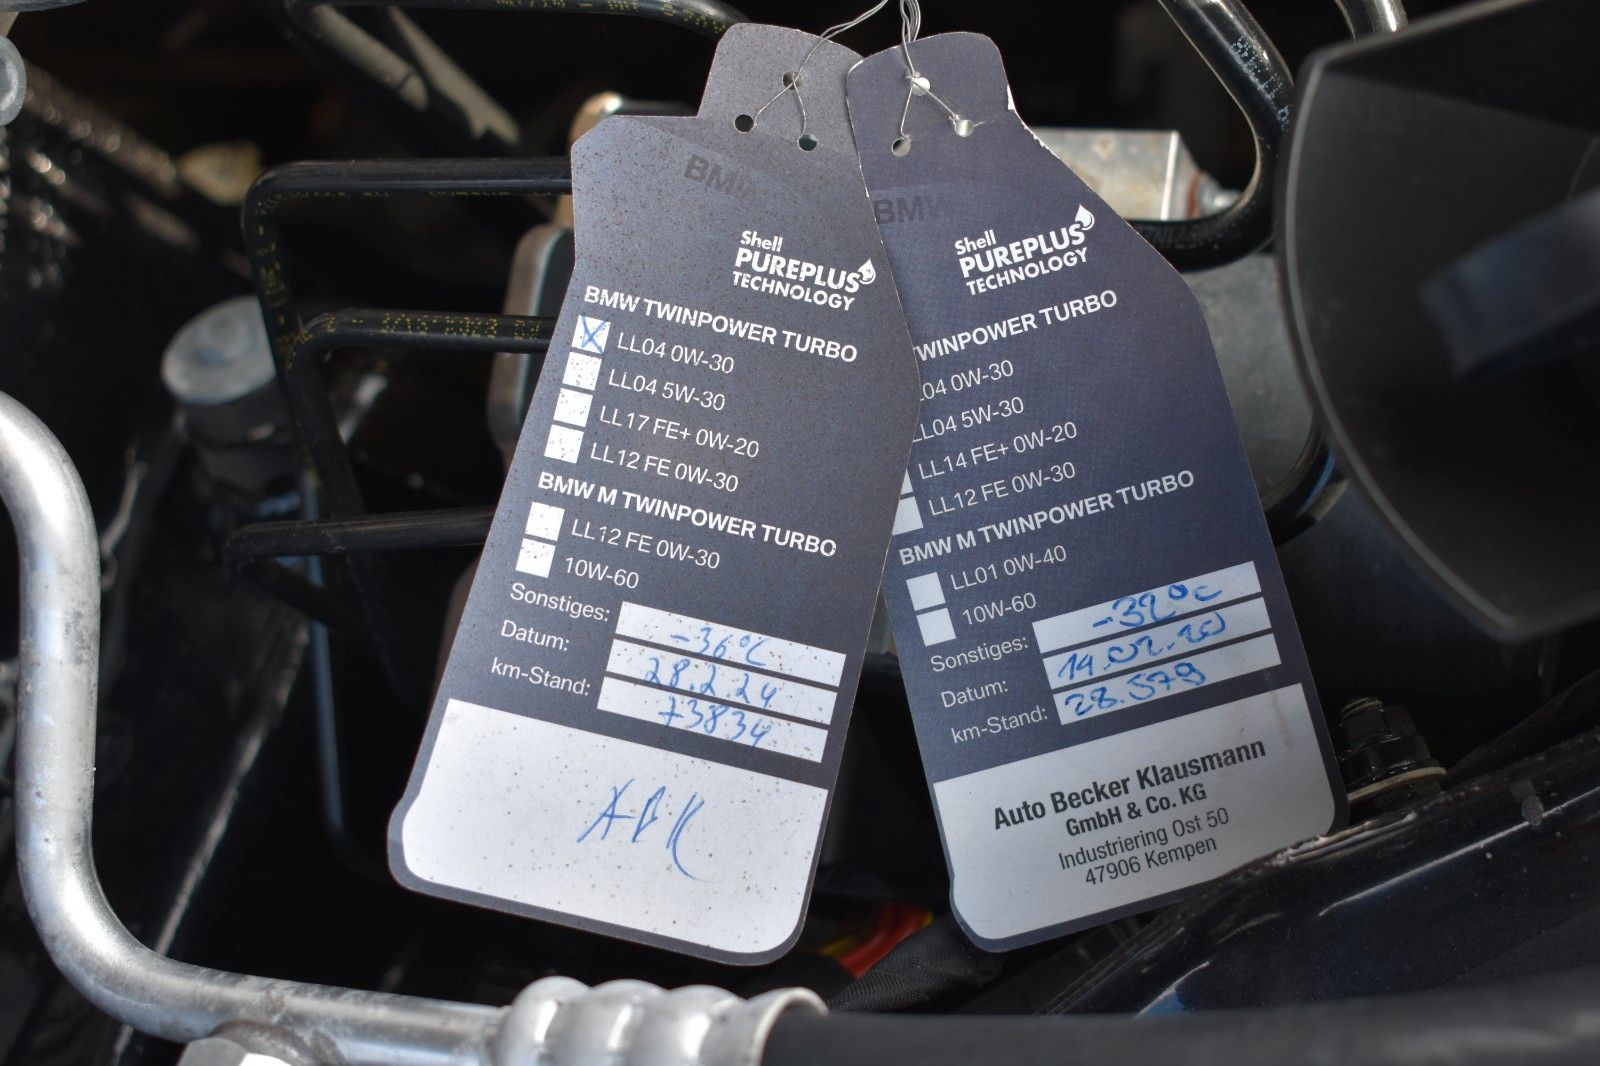 BMW
Shell
PUREPLUS
TECHNOLOGY
BMW TWINPOWER TURBO
X LL04 0W-30
LL04 5W-30
LL17 FE+ 0W-20
LL12 FE 0W-30
BMW M TWINPOWER TURBO
LL12 FE 0W-30
10W-60
Sonstiges: -36°C
Datum: 28.2.24
km-Stand: 73834
ABK
BMW
Shell
PUREPLUS
TECHNOLOGY
TWINPOWER TURBO
LL04 0W-30
LL04 5W-30
LL14 FE+ 0W-20
LL12 FE 0W-30
BMW M TWINPOWER TURBO
LL01 0W-40
10W-60
Sonstiges: -32°C
Datum: 14.02.20
km-Stand: 28.579
Auto Becker Klausmann
GmbH & Co. KG
Industriering Ost 50
47906 Kempen